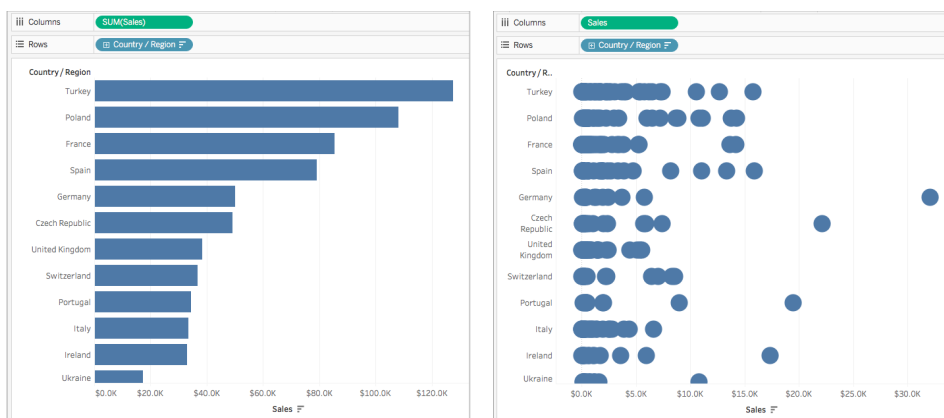 Columns
SUM(Sales)
Rows
Country / Region
Country / Region
Turkey
Poland
France
Spain
Germany
Czech Republic
United Kingdom
Switzerland
Portugal
Italy
Ireland
Ukraine
$0.0K $20.0K $40.0K $60.0K $80.0K $100.0K $120.0K
Sales
Columns
Sales
Rows
Country / Region
Country / R..
Turkey
Poland
France
Spain
Germany
Czech
Republic
United
Kingdom
Switzerland
Portugal
Italy
Ireland
Ukraine
$0.0K $5.0K $10.0K $15.0K $20.0K $25.0K $30.0K
Sales